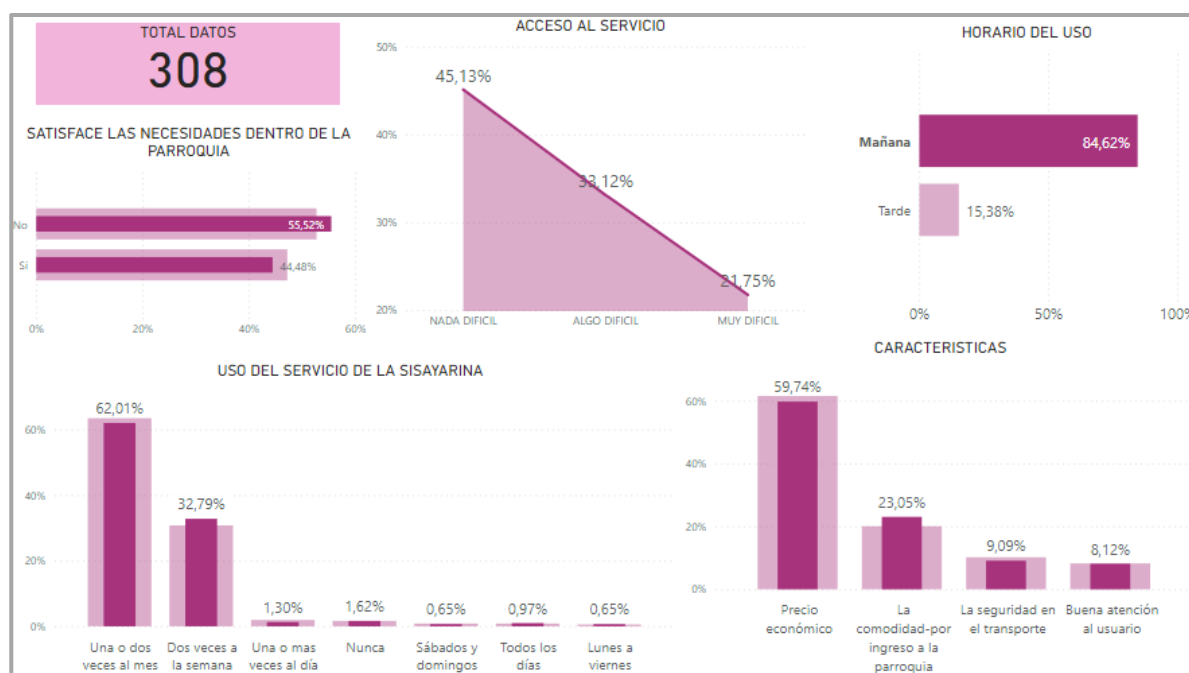 TOTAL DATOS
308
SATISFACE LAS NECESIDADES DENTRO DE LA
PARROQUIA
No
55,52%
Sí
44,48%
0%
20%
40%
60%
ACCESO AL SERVICIO
50%
40%
30%
20%
45,13%
33,12%
21,75%
NADA DIFICIL
ALGO DIFICIL
MUY DIFICIL
HORARIO DEL USO
Mañana
84,62%
Tarde
15,38%
0%
50%
100%
USO DEL SERVICIO DE LA SISAYARINA
60%
40%
20%
0%
62,01%
32,79%
1,30%
1,62%
0,65%
0,97%
0,65%
Una o dos
veces al mes
Dos veces a
la semana
Una o mas
veces al día
Nunca
Sábados y
domingos
Todos los
días
Lunes a
viernes
CARACTERISTICAS
60%
40%
20%
0%
59,74%
23,05%
9,09%
8,12%
Precio
económico
La
comodidad-por
ingreso a la
parroquia
La seguridad en
el transporte
Buena atención
al usuario